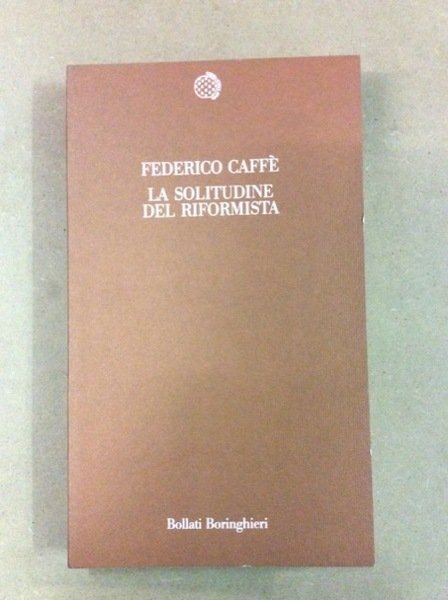 FEDERICO CAFFÈ
LA SOLITUDINE
DEL RIFORMISTA
Bollati Boringhieri